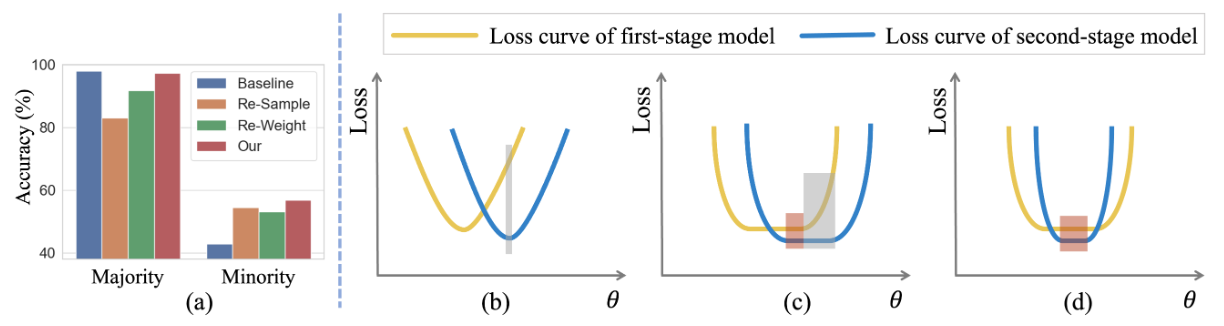 Loss curve of first-stage model
Loss curve of second-stage model
Accuracy (%)
100
80
60
40
Baseline
Re-Sample
Re-Weight
Our
Majority
Minority
(a)
Loss
(b)
θ
Loss
(c)
θ
Loss
(d)
θ